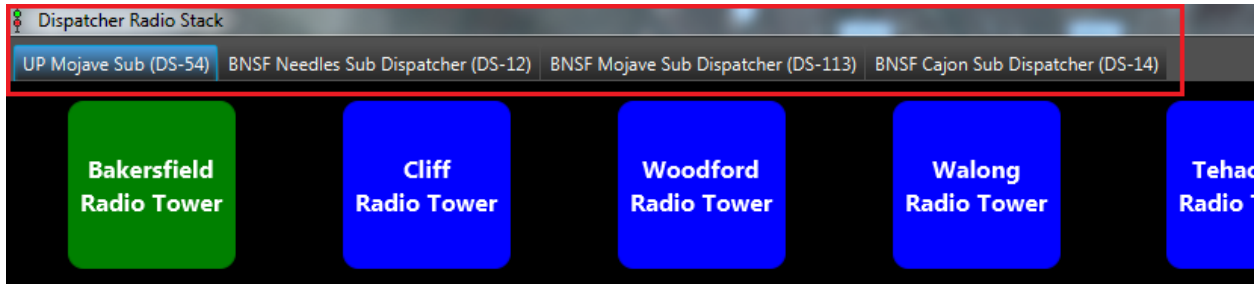 Dispatcher Radio Stack
UP Mojave Sub (DS-54) BNSF Needles Sub Dispatcher (DS-12) BNSF Mojave Sub Dispatcher (DS-113) BNSF Cajon Sub Dispatcher (DS-14)
Bakersfield
Radio Tower
Cliff
Radio Tower
Woodford
Radio Tower
Walong
Radio Tower
Radio